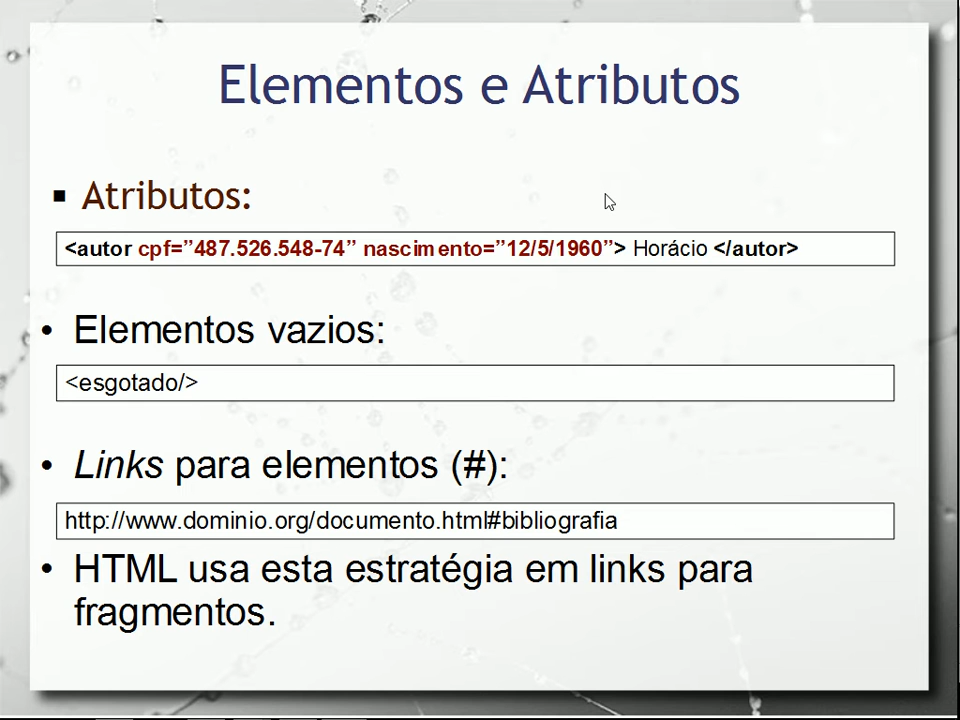 Elementos e Atributos
▪ Atributos:
<autor cpf=”487.526.548-74” nascimento=”12/5/1960”> Horácio </autor>
• Elementos vazios:
<esgotado/>
• Links para elementos (#):
http://www.dominio.org/documento.html#bibliografia
• HTML usa esta estratégia em links para
fragmentos.